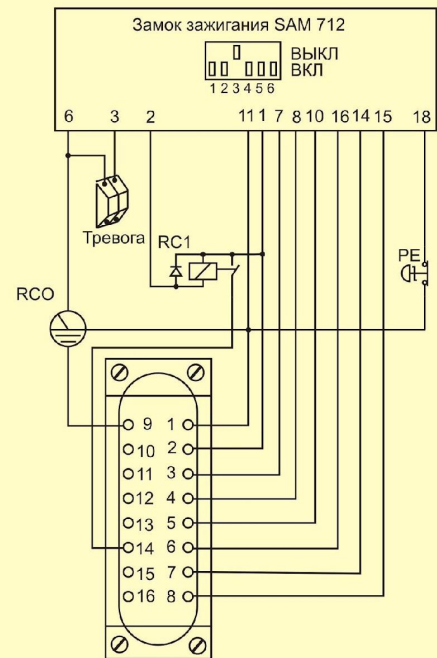 Замок зажигания SAM 712
ВЫКЛ
ВКЛ
1 2 3 4 5 6
6 3 2 11 1 7 8 10 16 14 15 18
Тревога
RC1
PE
RCO
9 1
10 2
11 3
12 4
13 5
14 6
15 7
16 8